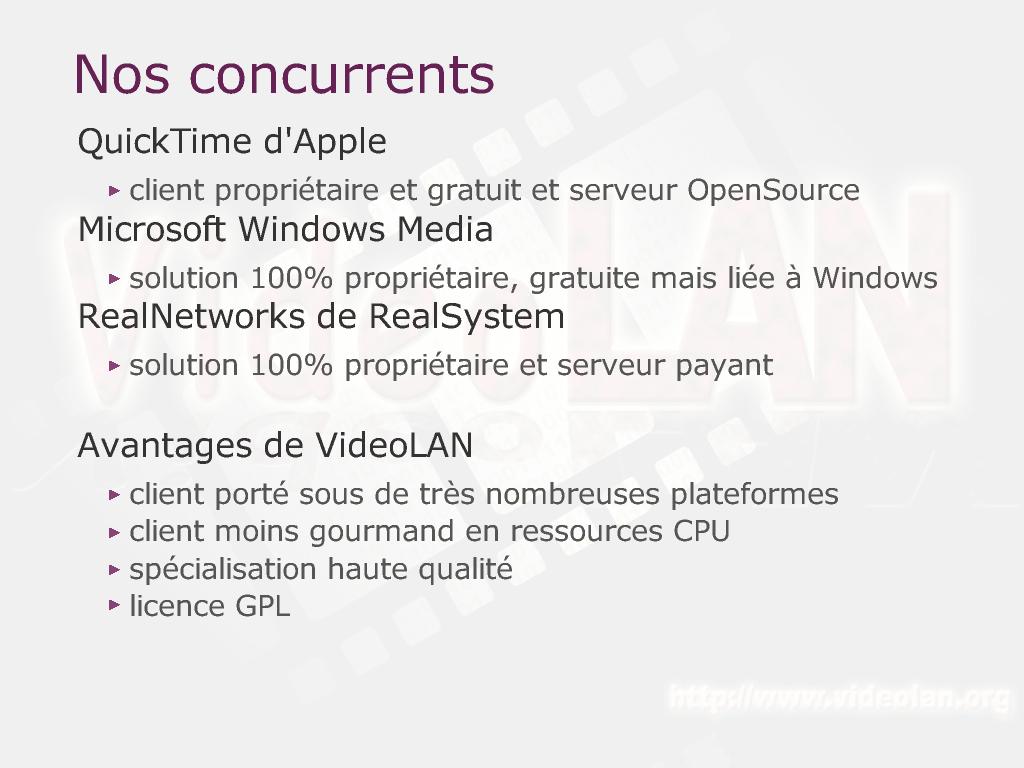 Nos concurrents
QuickTime d'Apple
▸ client propriétaire et gratuit et serveur OpenSource
Microsoft Windows Media
▸ solution 100% propriétaire, gratuite mais liée à Windows
RealNetworks de RealSystem
▸ solution 100% propriétaire et serveur payant
VideoLAN
Avantages de VideoLAN
▸ client porté sous de très nombreuses plateformes
▸ client moins gourmand en ressources CPU
▸ spécialisation haute qualité
▸ licence GPL
http://www.videolan.org